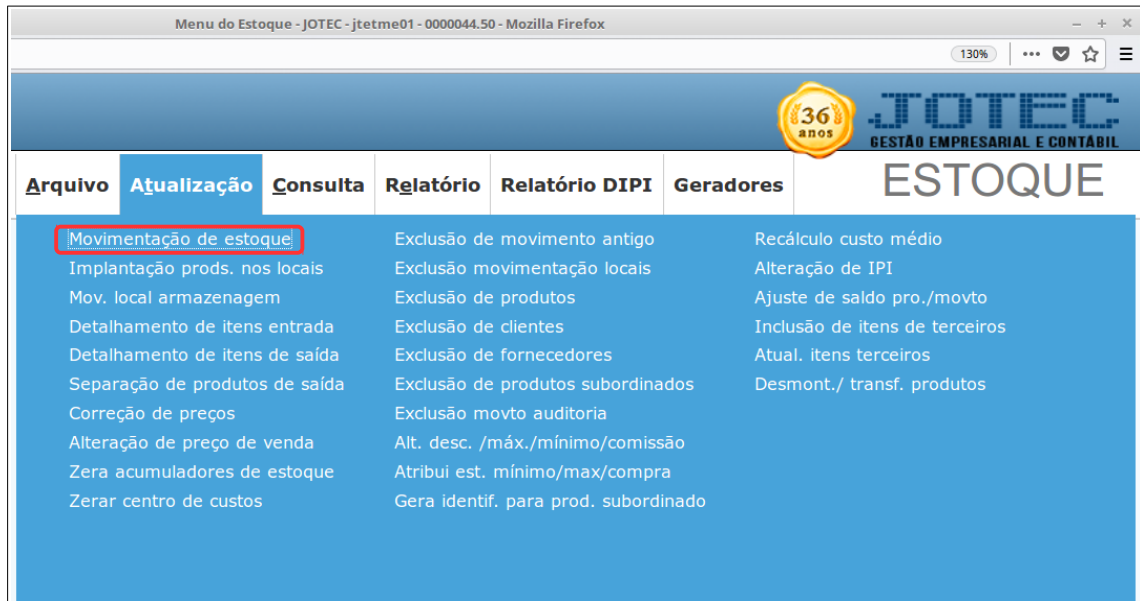 Menu do Estoque - JOTEC - jtetme01 - 0000044.50 - Mozilla Firefox
130%
36
anos
JOTEC
GESTÃO EMPRESARIAL E CONTÁBIL
Arquivo Atualização Consulta Relatório Relatório DIPI Geradores
ESTOQUE
Movimentação de estoque
Implantação prods. nos locais
Mov. local armazenagem
Detalhamento de itens entrada
Detalhamento de itens de saída
Separação de produtos de saída
Correção de preços
Alteração de preço de venda
Zera acumuladores de estoque
Zerar centro de custos
Exclusão de movimento antigo
Exclusão movimentação locais
Exclusão de produtos
Exclusão de clientes
Exclusão de fornecedores
Exclusão de produtos subordinados
Exclusão movto auditoria
Alt. desc. /máx./mínimo/comissão
Atribui est. mínimo/max/compra
Gera identif. para prod. subordinado
Recálculo custo médio
Alteração de IPI
Ajuste de saldo pro./movto
Inclusão de itens de terceiros
Atual. itens terceiros
Desmont./ transf. produtos